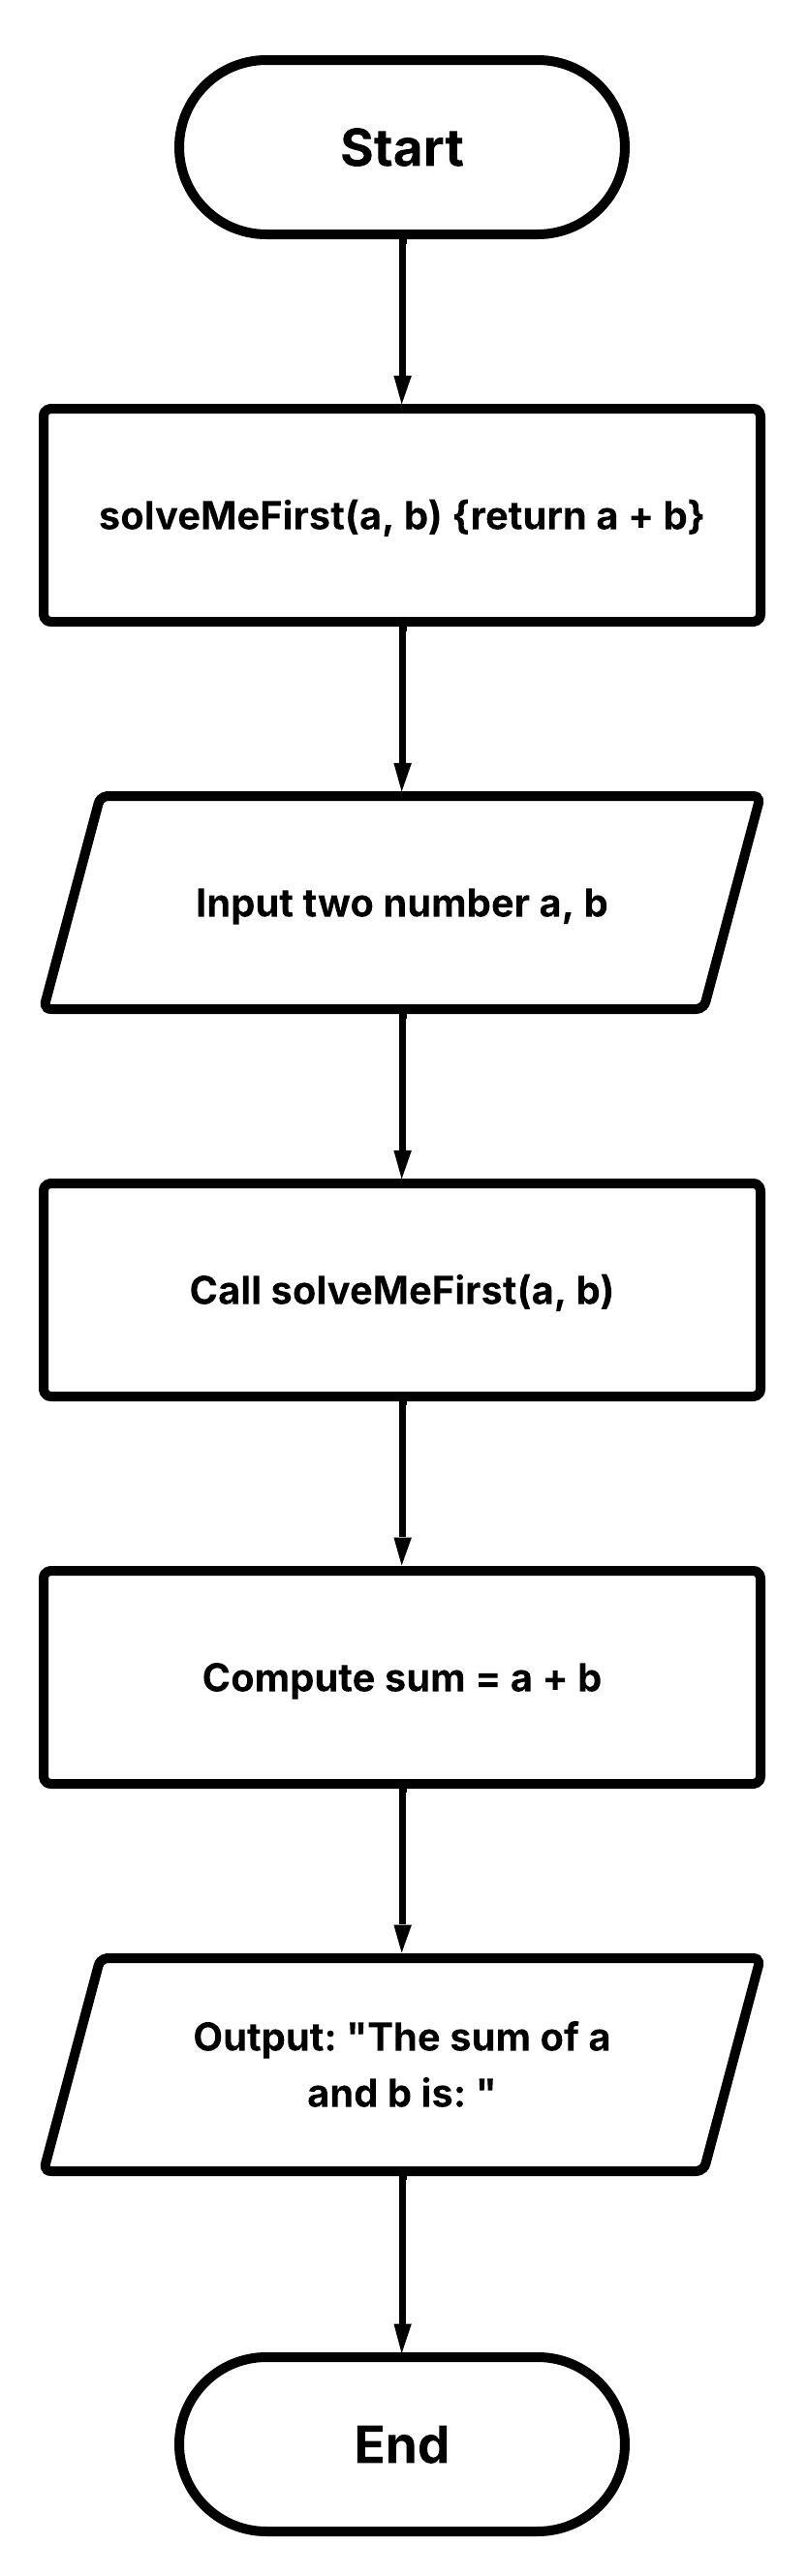 Start
solveMeFirst(a, b) {return a + b}
Input two number a, b
Call solveMeFirst(a, b)
Compute sum = a + b
Output: "The sum of a
and b is: "
End